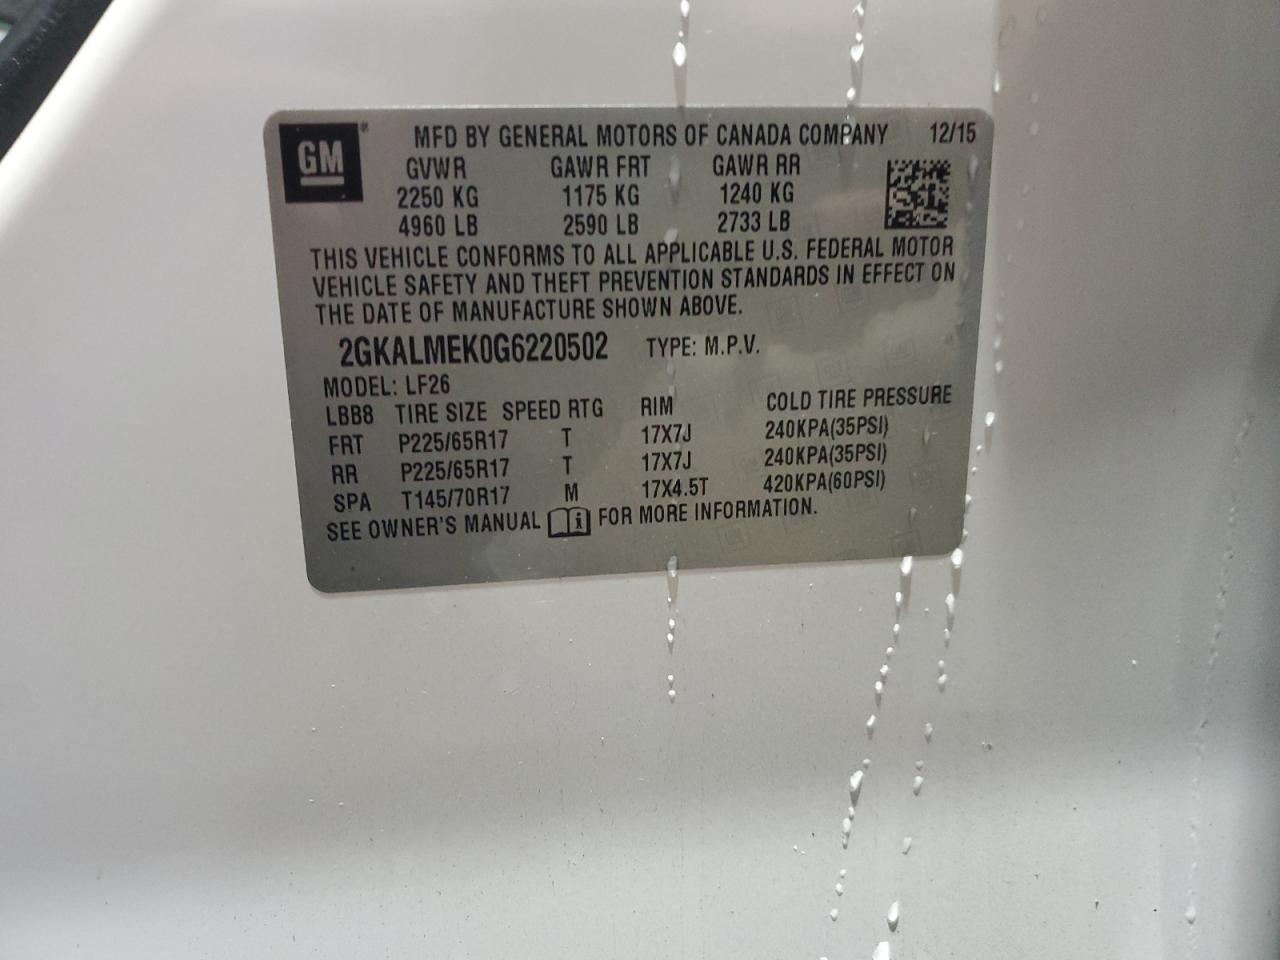 GM® MFD BY GENERAL MOTORS OF CANADA COMPANY 12/15
GVWR GAWR FRT GAWR RR
2250 KG 1175 KG 1240 KG
4960 LB 2590 LB 2733 LB
THIS VEHICLE CONFORMS TO ALL APPLICABLE U.S. FEDERAL MOTOR
VEHICLE SAFETY AND THEFT PREVENTION STANDARDS IN EFFECT ON
THE DATE OF MANUFACTURE SHOWN ABOVE.
2GKALMEK0G6220502 TYPE: M.P.V.
MODEL: LF26
LBB8 TIRE SIZE SPEED RTG RIM COLD TIRE PRESSURE
FRT P225/65R17 T 17X7J 240KPA(35PSI)
RR P225/65R17 T 17X7J 240KPA(35PSI)
SPA T145/70R17 M 17X4.5T 420KPA(60PSI)
SEE OWNER'S MANUAL FOR MORE INFORMATION.